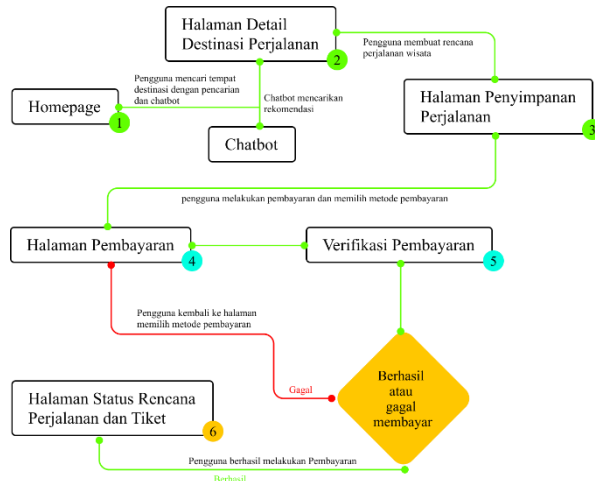 Halaman Detail
Destinasi Perjalanan
2
Pengguna membuat rencana
perjalanan wisata
Pengguna mencari tempat
destinasi dengan pencarian
dan chatbot
Homepage
1
Chatbot mencarikan
rekomendasi
Chatbot
Halaman Penyimpanan
Perjalanan
3
pengguna melakukan pembayaran dan memilih metode pembayaran
Halaman Pembayaran
4
Verifikasi Pembayaran
5
Pengguna kembali ke halaman
memilih metode pembayaran
Gagal
Berhasil
atau
gagal
membayar
Halaman Status Rencana
Perjalanan dan Tiket
6
Pengguna berhasil melakukan Pembayaran
Berhasil